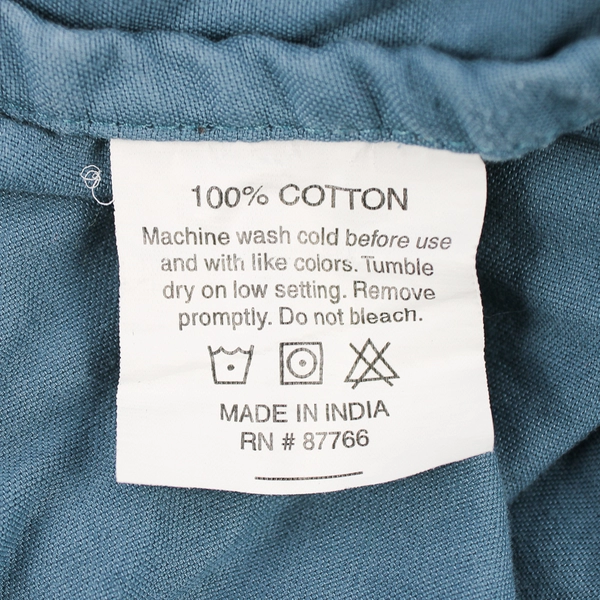 100% COTTON
Machine wash cold before use
and with like colors. Tumble
dry on low setting. Remove
promptly. Do not bleach.
MADE IN INDIA
RN # 87766